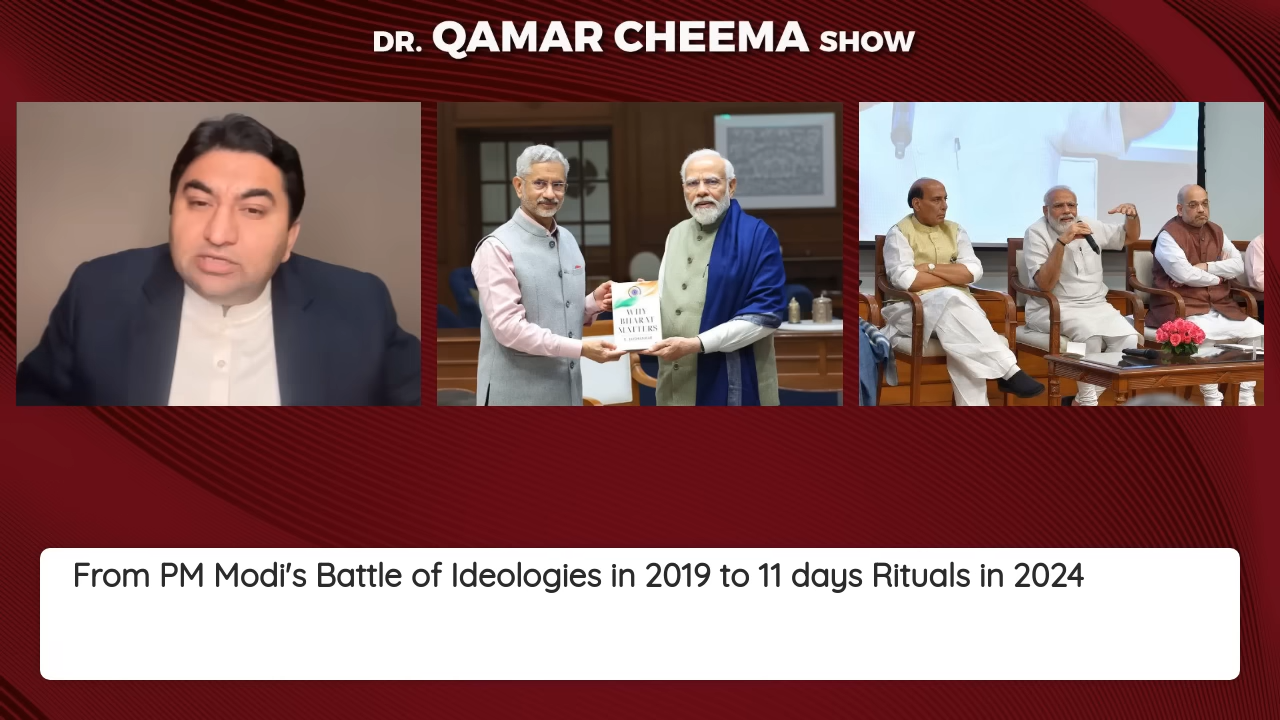 DR. QAMAR CHEEMA SHOW
WHY
BHARAT
MATTERS
S. JAISHANKAR
From PM Modi's Battle of Ideologies in 2019 to 11 days Rituals in 2024